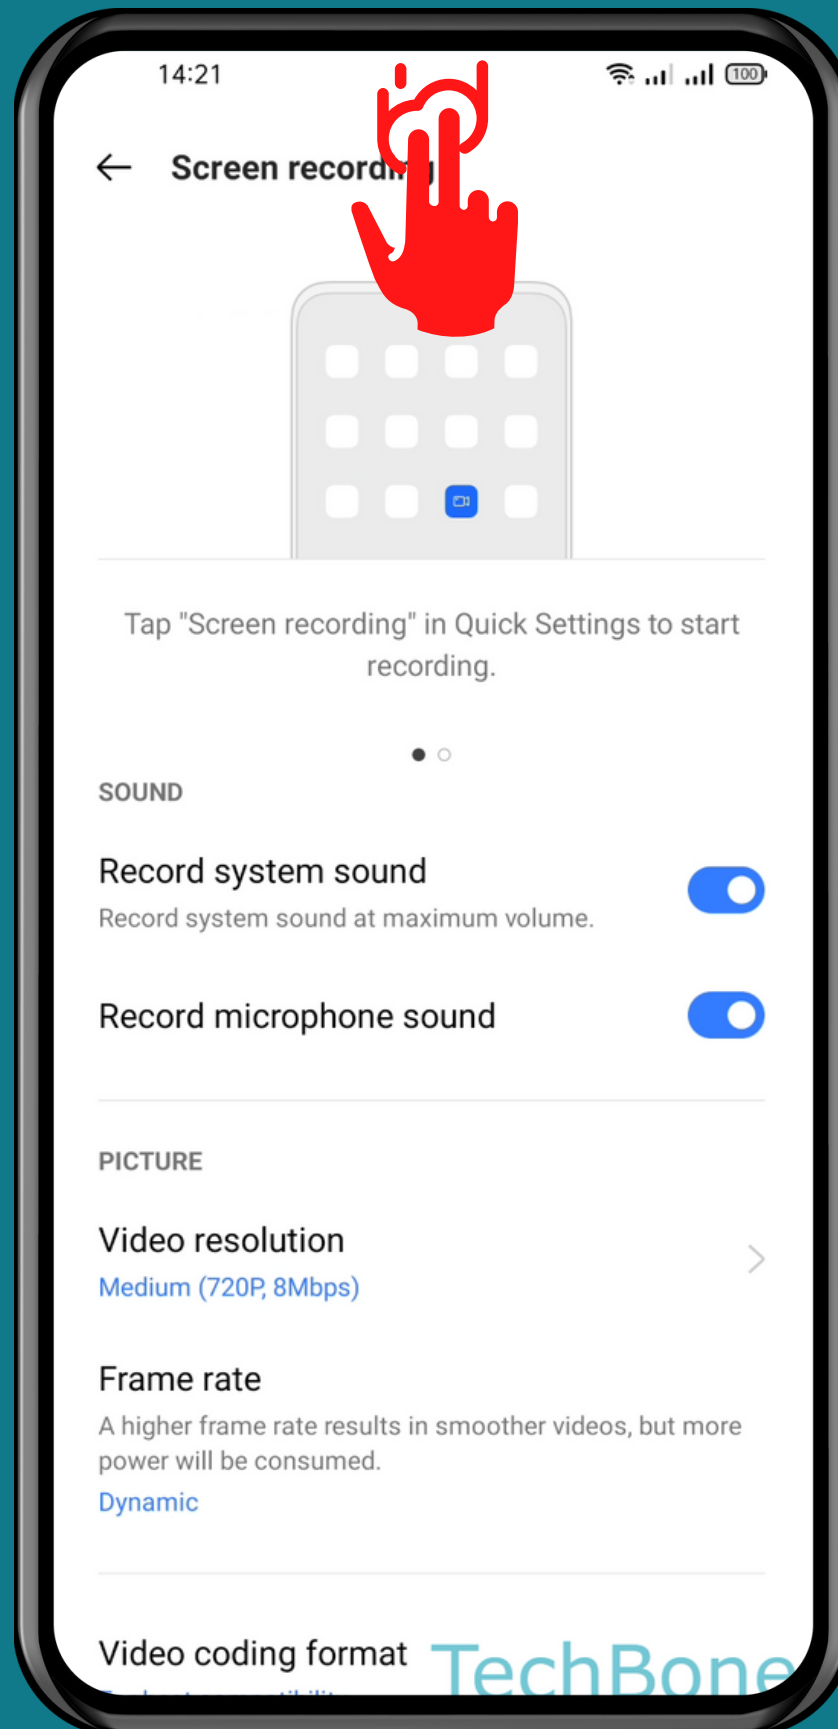 14:21
100
Screen recording
Tap "Screen recording" in Quick Settings to start
recording.
SOUND
Record system sound
Record system sound at maximum volume.
Record microphone sound
PICTURE
Video resolution
Medium (720P, 8Mbps)
Frame rate
A higher frame rate results in smoother videos, but more
power will be consumed.
Dynamic
Video coding format
TechBone